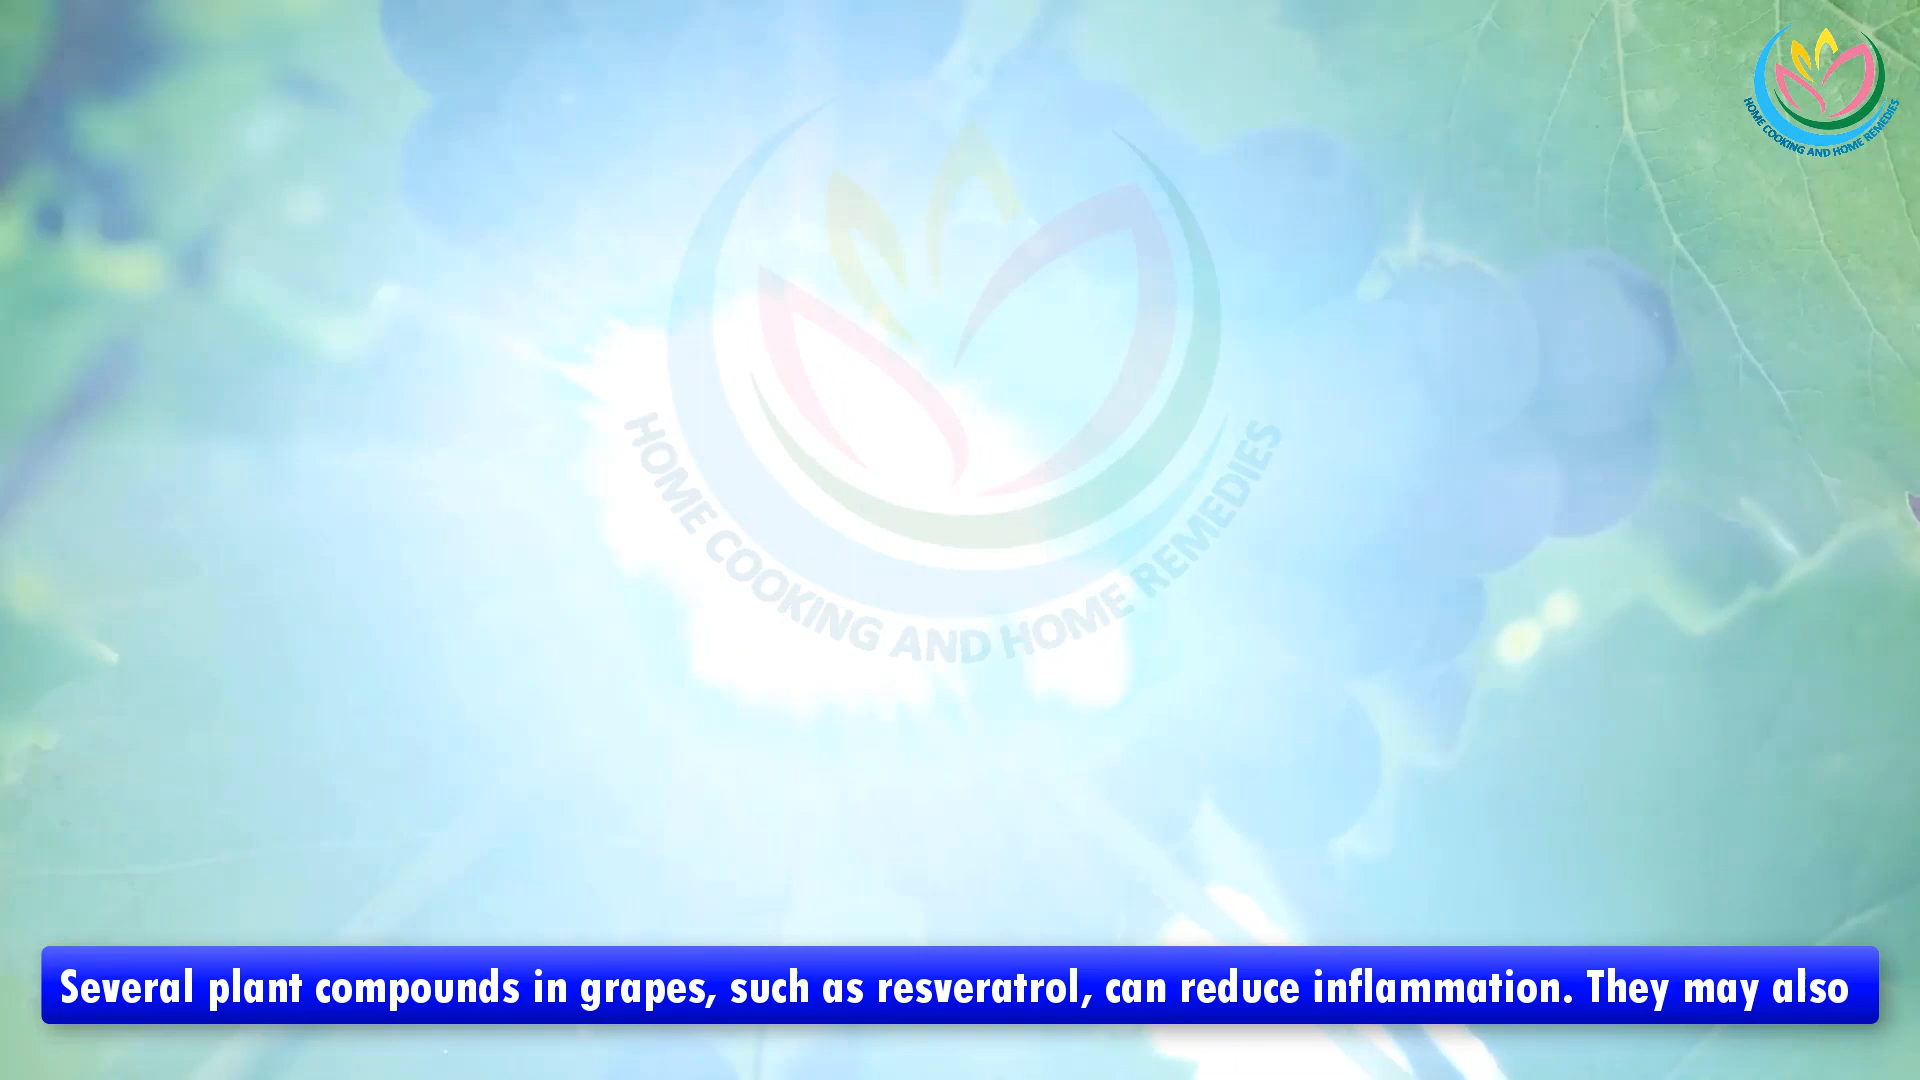 HOME COOKING AND HOME REMEDIES
HOME COOKING AND HOME REMEDIES
Several plant compounds in grapes, such as resveratrol, can reduce inflammation. They may also